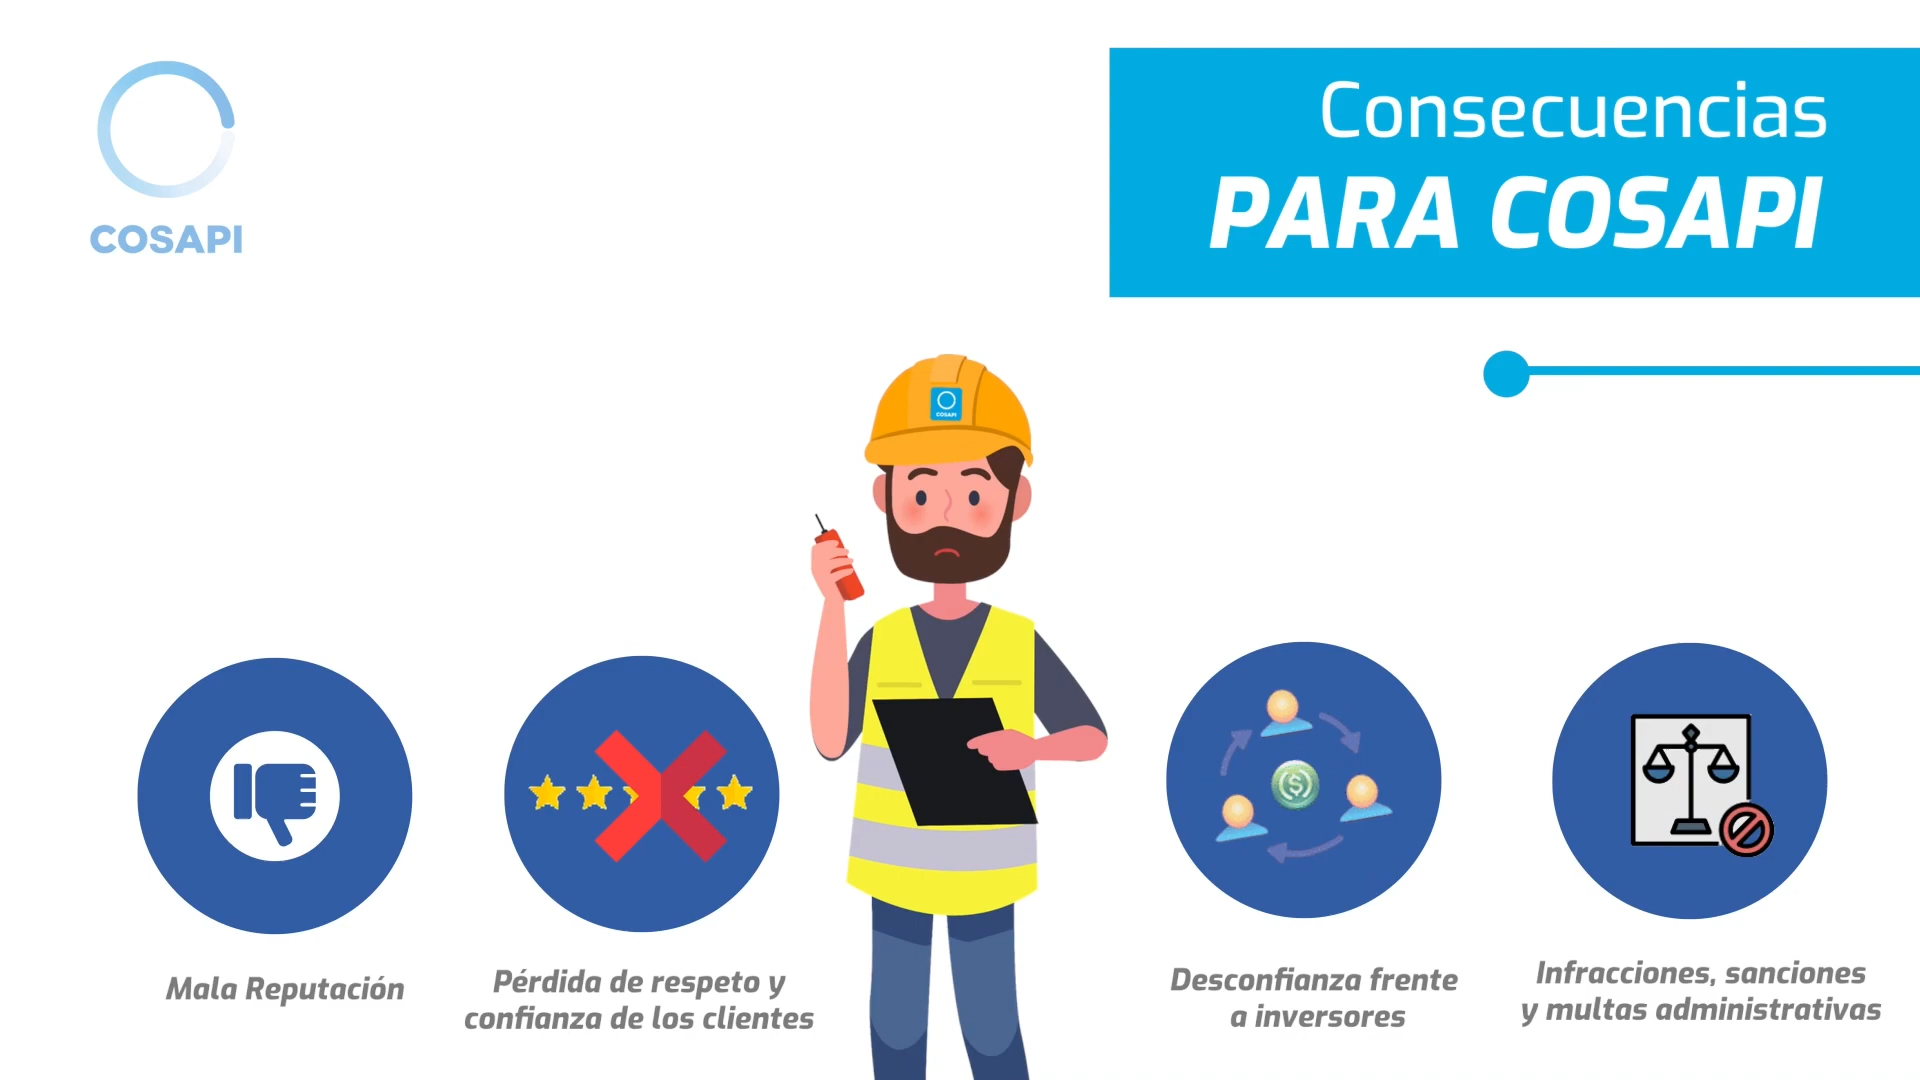 COSAPI
Consecuencias
PARA COSAPI
COSAPI
Mala Reputación
Pérdida de respeto y
confianza de los clientes
Desconfianza frente
a inversores
Infracciones, sanciones
y multas administrativas